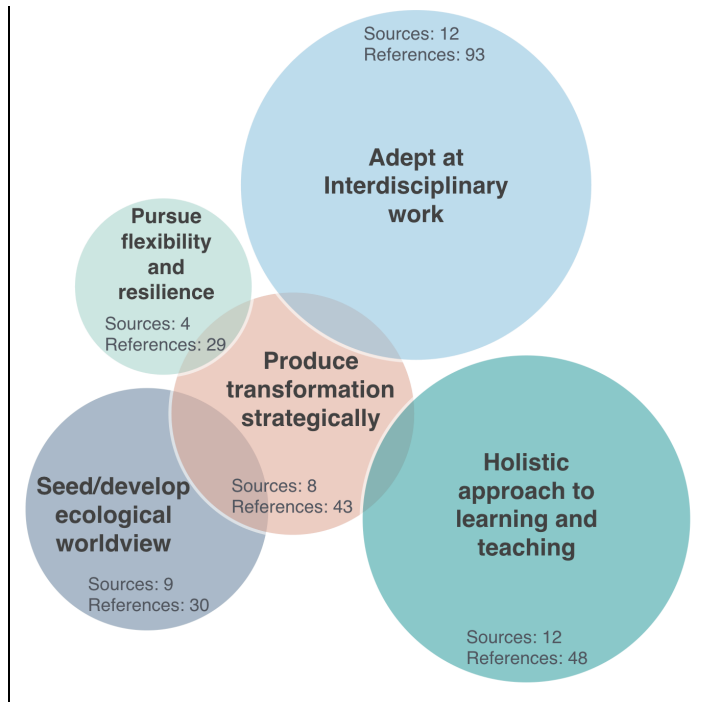 Sources: 12
References: 93
Adept at
Interdisciplinary
work
Pursue
flexibility
and
resilience
Sources: 4
References: 29
Produce
transformation
strategically
Sources: 8
References: 43
Seed/develop
ecological
worldview
Sources: 9
References: 30
Holistic
approach to
learning and
teaching
Sources: 12
References: 48